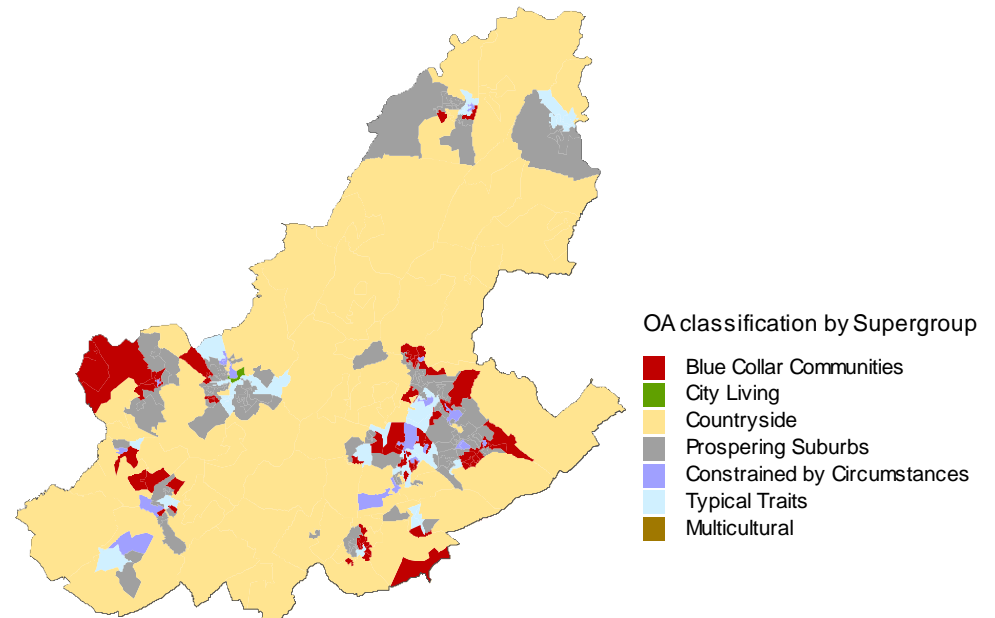 OA classification by Supergroup
Blue Collar Communities
City Living
Countryside
Prospering Suburbs
Constrained by Circumstances
Typical Traits
Multicultural